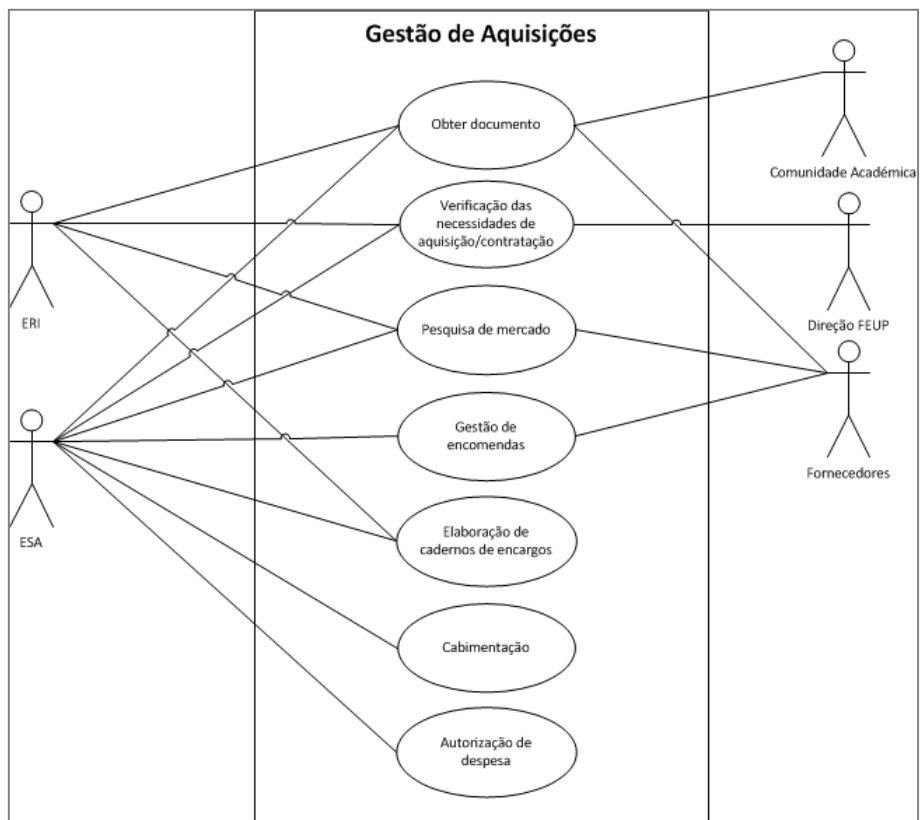 Gestão de Aquisições
Obter documento
Comunidade Académica
Verificação das
necessidades de
aquisição/contratação
ERI
Direção FEUP
Pesquisa de mercado
Gestão de
encomendas
Fornecedores
ESA
Elaboração de
cadernos de encargos
Cabimentação
Autorização de
despesa